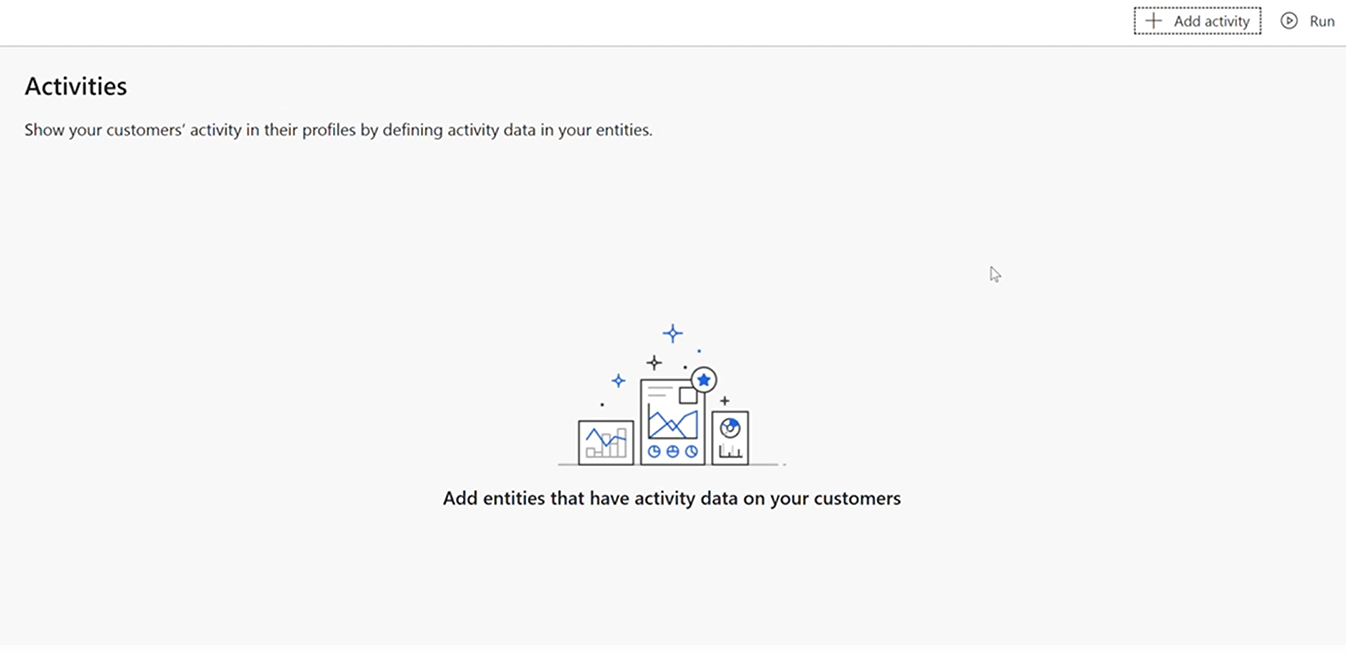 Add activity
Run
Activities
Show your customers' activity in their profiles by defining activity data in your entities.
Add entities that have activity data on your customers